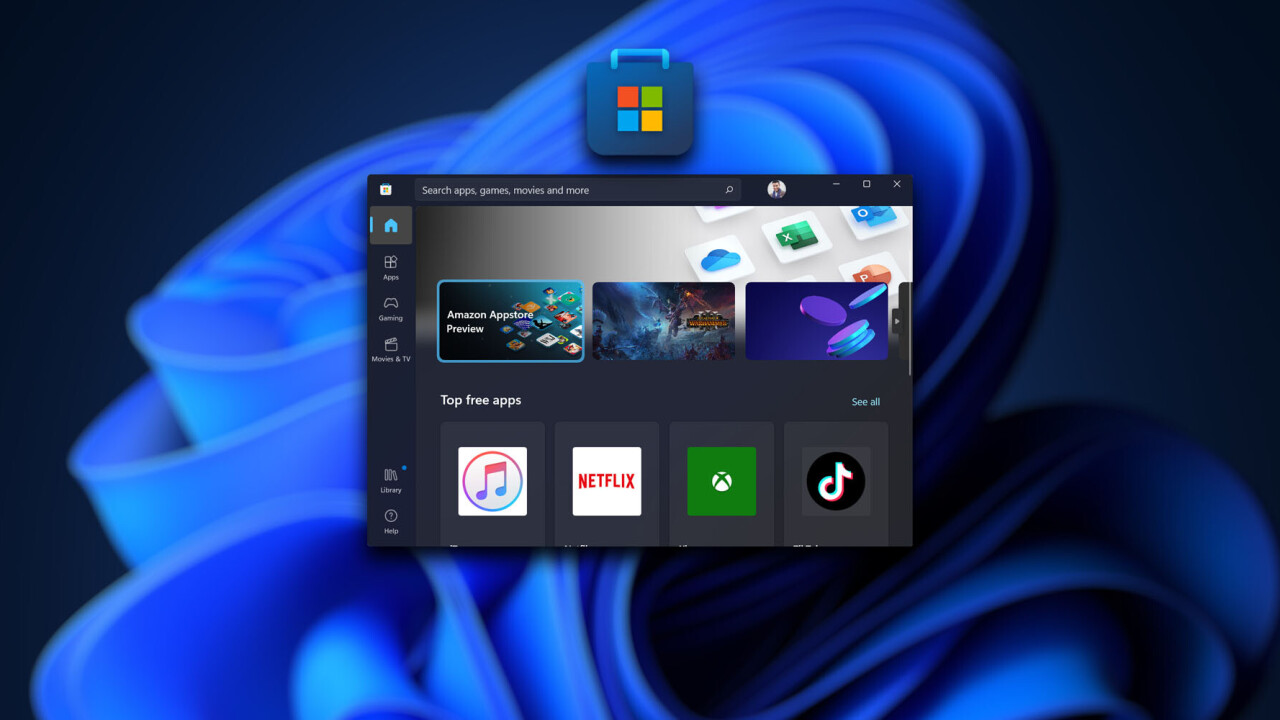 Search apps, games, movies and more
Apps
Gaming
Movies & TV
Library
Help
Amazon Appstore
Preview
Top free apps
See all
NETFLIX